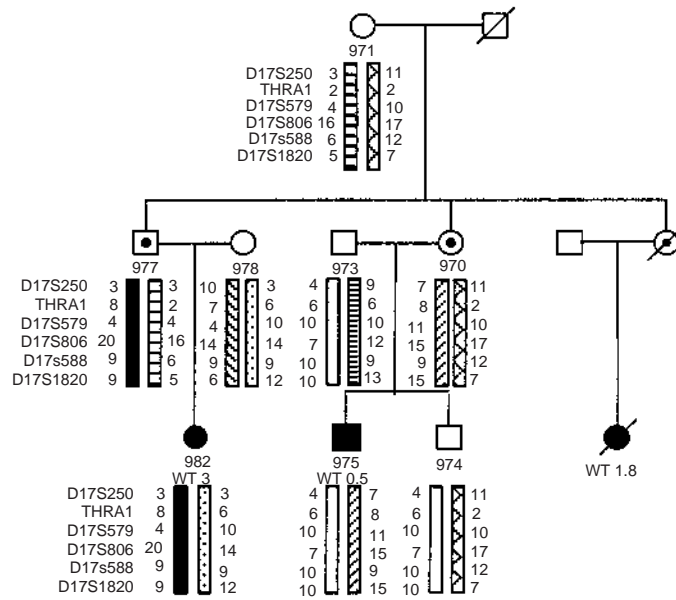 971
D17S250 3 11
THRA1 2 2
D17S579 4 10
D17S806 16 17
D17s588 6 12
D17S1820 5 7
977 978 973 970
D17S250 3 3 10 3 4 9 7 11
THRA1 8 2 7 6 6 6 8 2
D17S579 4 4 4 10 10 10 11 10
D17S806 20 16 14 14 7 12 15 17
D17s588 9 6 9 9 10 9 9 12
D17S1820 9 5 6 12 10 13 15 7
982 975 974
WT 3 WT 0.5 WT 1.8
D17S250 3 3 4 7 4 11
THRA1 8 6 6 8 6 2
D17S579 4 10 10 11 10 10
D17S806 20 14 7 15 7 17
D17s588 9 9 10 9 10 12
D17S1820 9 12 10 15 10 7